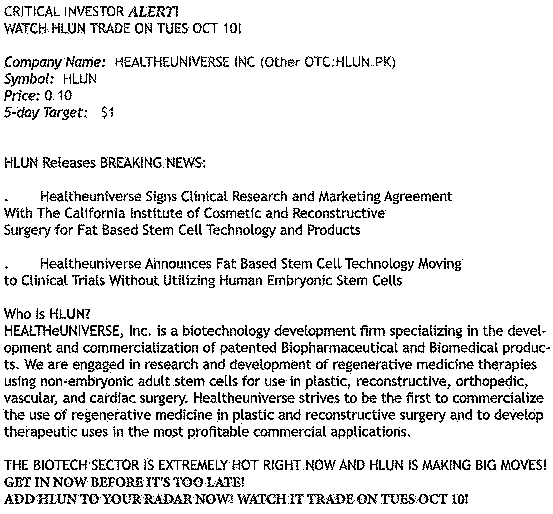 CRITICAL INVESTOR ALERT!
WATCH HLUN TRADE ON TUES OCT 10!
Company Name: HEALTHEUNIVERSE INC (Other OTC:HLUN.PK)
Symbol: HLUN
Price: 0.10
5-day Target: $1
HLUN Releases BREAKING NEWS:
. Healtheuniverse Signs Clinical Research and Marketing Agreement
With The California Institute of Cosmetic and Reconstructive
Surgery for Fat Based Stem Cell Technology and Products
. Healtheuniverse Announces Fat Based Stem Cell Technology Moving
to Clinical Trials Without Utilizing Human Embryonic Stem Cells
Who is HLUN?
HEALTHeUNIVERSE, Inc. is a biotechnology development firm specializing in the devel-
opment and commercialization of patented Biopharmaceutical and Biomedical produc-
ts. We are engaged in research and development of regenerative medicine therapies
using non-embryonic adult stem cells for use in plastic, reconstructive, orthopedic,
vascular, and cardiac surgery. Healtheuniverse strives to be the first to commercialize
the use of regenerative medicine in plastic and reconstructive surgery and to develop
therapeutic uses in the most profitable commercial applications.
THE BIOTECH SECTOR IS EXTREMELY HOT RIGHT NOW AND HLUN IS MAKING BIG MOVES!
GET IN NOW BEFORE IT'S TOO LATE!
ADD HLUN TO YOUR RADAR NOW! WATCH IT TRADE ON TUES OCT 10!